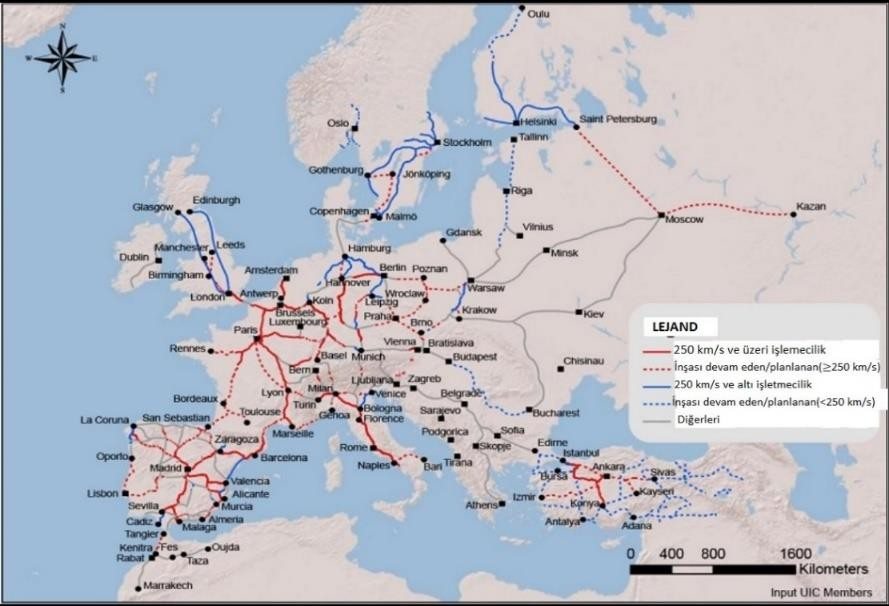 Oulu
N
W
E
S
Helsinki
Saint Petersburg
Oslo
Tallinn
Stockholm
Gothenburg
Jönköping
Riga
Kazan
Glasgow
Edinburgh
Copenhagen
Malmö
Moscow
Gdansk
Vilnius
Manchester
Leeds
Hamburg
Minsk
Dublin
Birmingham
Amsterdam
Berlin
Poznan
Hannover
Warsaw
London
Antwerp
Koln
Wroclaw
Leipzig
Brussels
Luxembourg
Praha
Krakow
Kiev
Paris
Brno
LEJAND
Rennes
Basel
Munich
Vienna
Bratislava
250 km/s ve üzeri işlemecilik
Budapest
Chisinau
İnşası devam eden/planlanan(≥250 km/s)
Bern
Ljubljana
Zagreb
250 km/s ve altı işletmecilik
Bordeaux
Lyon
Milan
Venice
Belgrade
İnşası devam eden/planlanan(<250 km/s)
Turin
Genoa
Bologna
Sarajevo
Bucharest
Diğerleri
La Coruna
San Sebastian
Toulouse
Florence
Marseille
Podgorica
Sofia
Zaragoza
Skopje
Edirne
Oporto
Barcelona
Rome
Tirana
Istanbul
Madrid
Naples
Bari
Ankara
Sivas
Bursa
Lisbon
Valencia
Izmir
Kayseri
Alicante
Konya
Sevilla
Murcia
Athens
Cadiz
Almeria
Malaga
Antalya
Adana
Tangier
Kenitra
Fes
Oujda
Rabat
Taza
0 400 800 1600
Kilometers
Marrakech
Input UIC Members